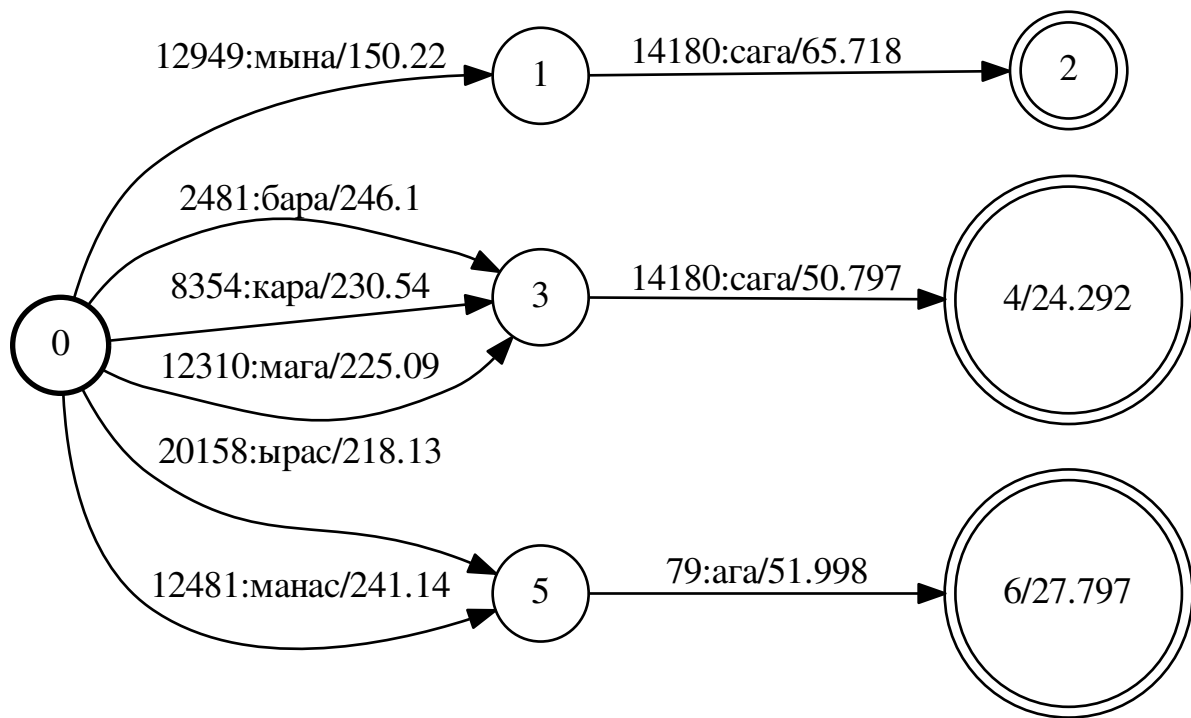 12949:мына/150.22
1
14180:сага/65.718
2
2481:бара/246.1
8354:кара/230.54
3
14180:сага/50.797
4/24.292
0
12310:мага/225.09
20158:ырас/218.13
12481:манас/241.14
5
79:ага/51.998
6/27.797